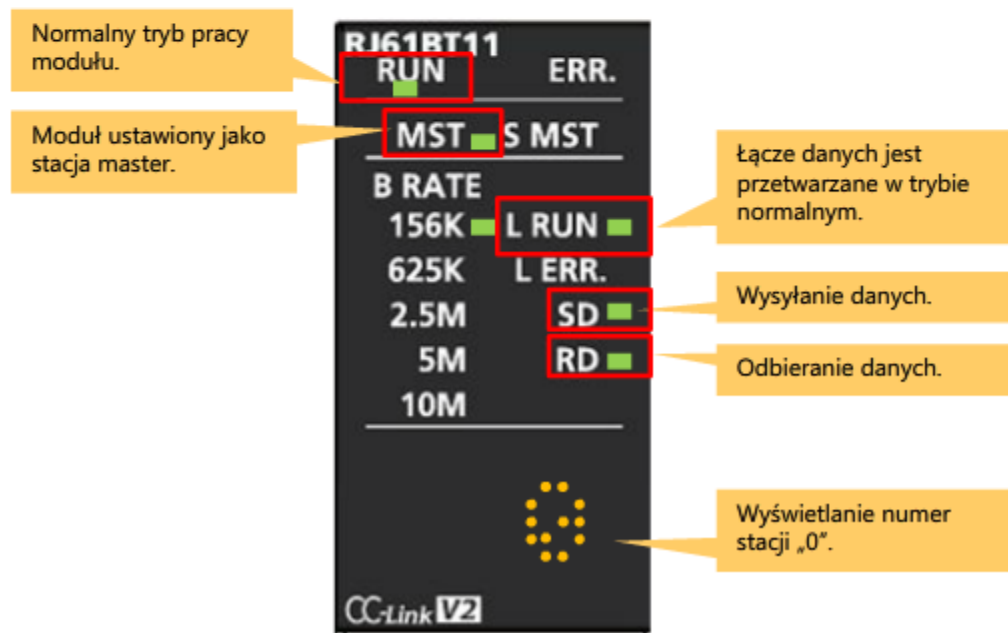 Normalny tryb pracy
modułu.
Moduł ustawiony jako
stacja master.
RJ61BT11
RUN ERR.
MST S MST
B RATE
156K L RUN
625K L ERR.
2.5M SD
5M RD
10M
0
CC-Link V2
Łącze danych jest
przetwarzane w trybie
normalnym.
Wysyłanie danych.
Odbieranie danych.
Wyświetlanie numer
stacji „0”.